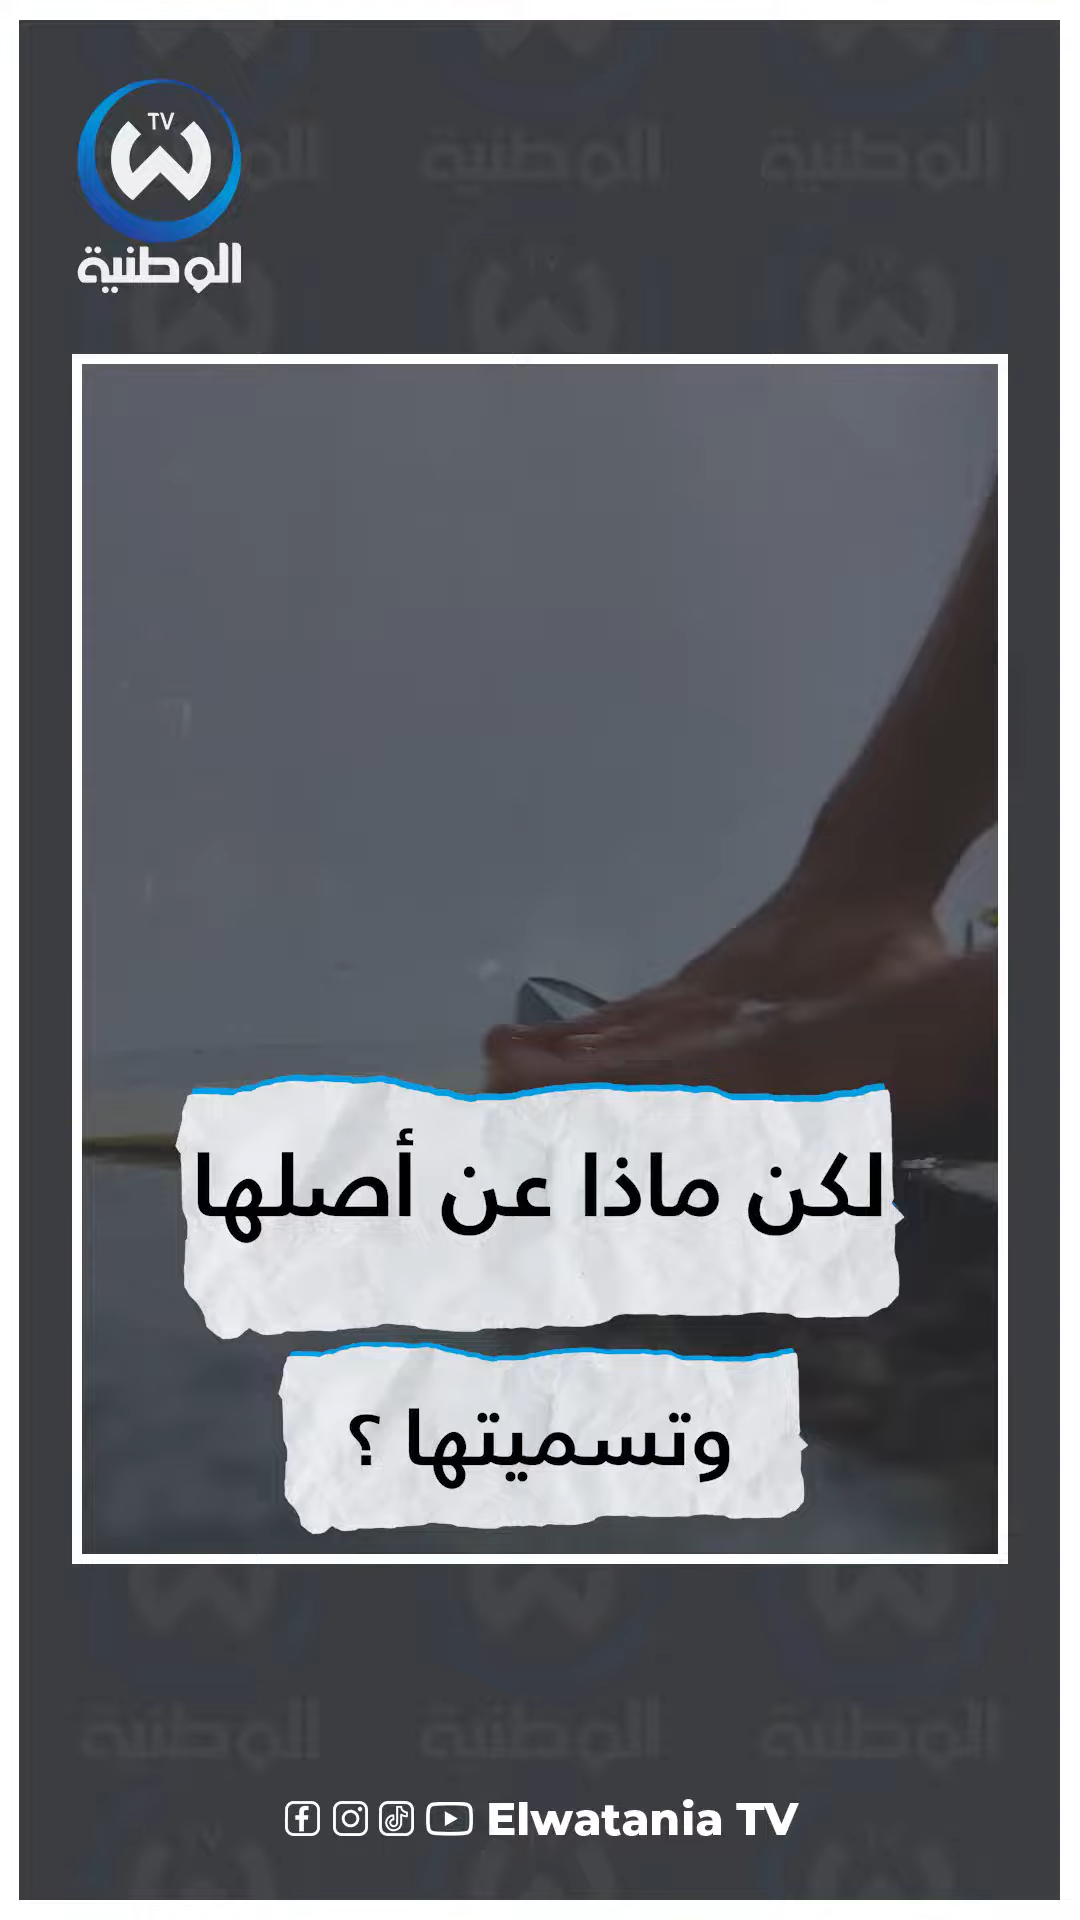 TV
الوطنية
لكن ماذا عن أصلها
وتسميتها ؟
Elwatania TV